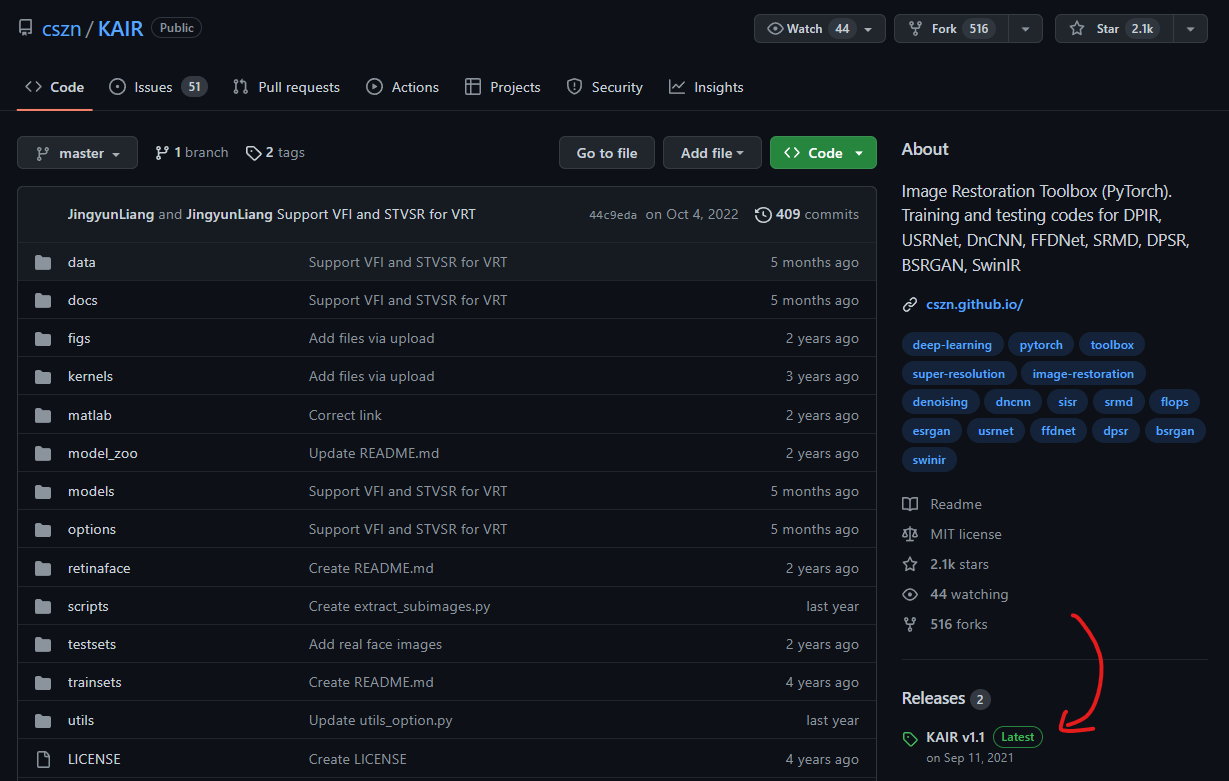 cszn / KAIR Public
Watch 44 Fork 516 Star 2.1k
Code Issues 51 Pull requests Actions Projects Security Insights
master 1 branch 2 tags Go to file Add file Code
JingyunLiang and JingyunLiang Support VFI and STVSR for VRT 44c9eda on Oct 4, 2022 409 commits
data Support VFI and STVSR for VRT 5 months ago
docs Support VFI and STVSR for VRT 5 months ago
figs Add files via upload 2 years ago
kernels Add files via upload 3 years ago
matlab Correct link 2 years ago
model_zoo Update README.md 2 years ago
models Support VFI and STVSR for VRT 5 months ago
options Support VFI and STVSR for VRT 5 months ago
retinaface Create README.md 2 years ago
scripts Create extract_subimages.py last year
testsets Add real face images 2 years ago
trainsets Create README.md 4 years ago
utils Update utils_option.py last year
LICENSE Create LICENSE 4 years ago
About
Image Restoration Toolbox (PyTorch).
Training and testing codes for DPIR,
USRNet, DnCNN, FFDNet, SRMD, DPSR,
BSRGAN, SwinIR
cszn.github.io/
deep-learning pytorch toolbox
super-resolution image-restoration
denoising dncnn sisr srmd flops
esrgan usrnet ffdnet dpsr bsrgan
swinir
Readme
MIT license
2.1k stars
44 watching
516 forks
Releases 2
KAIR v1.1 Latest
on Sep 11, 2021